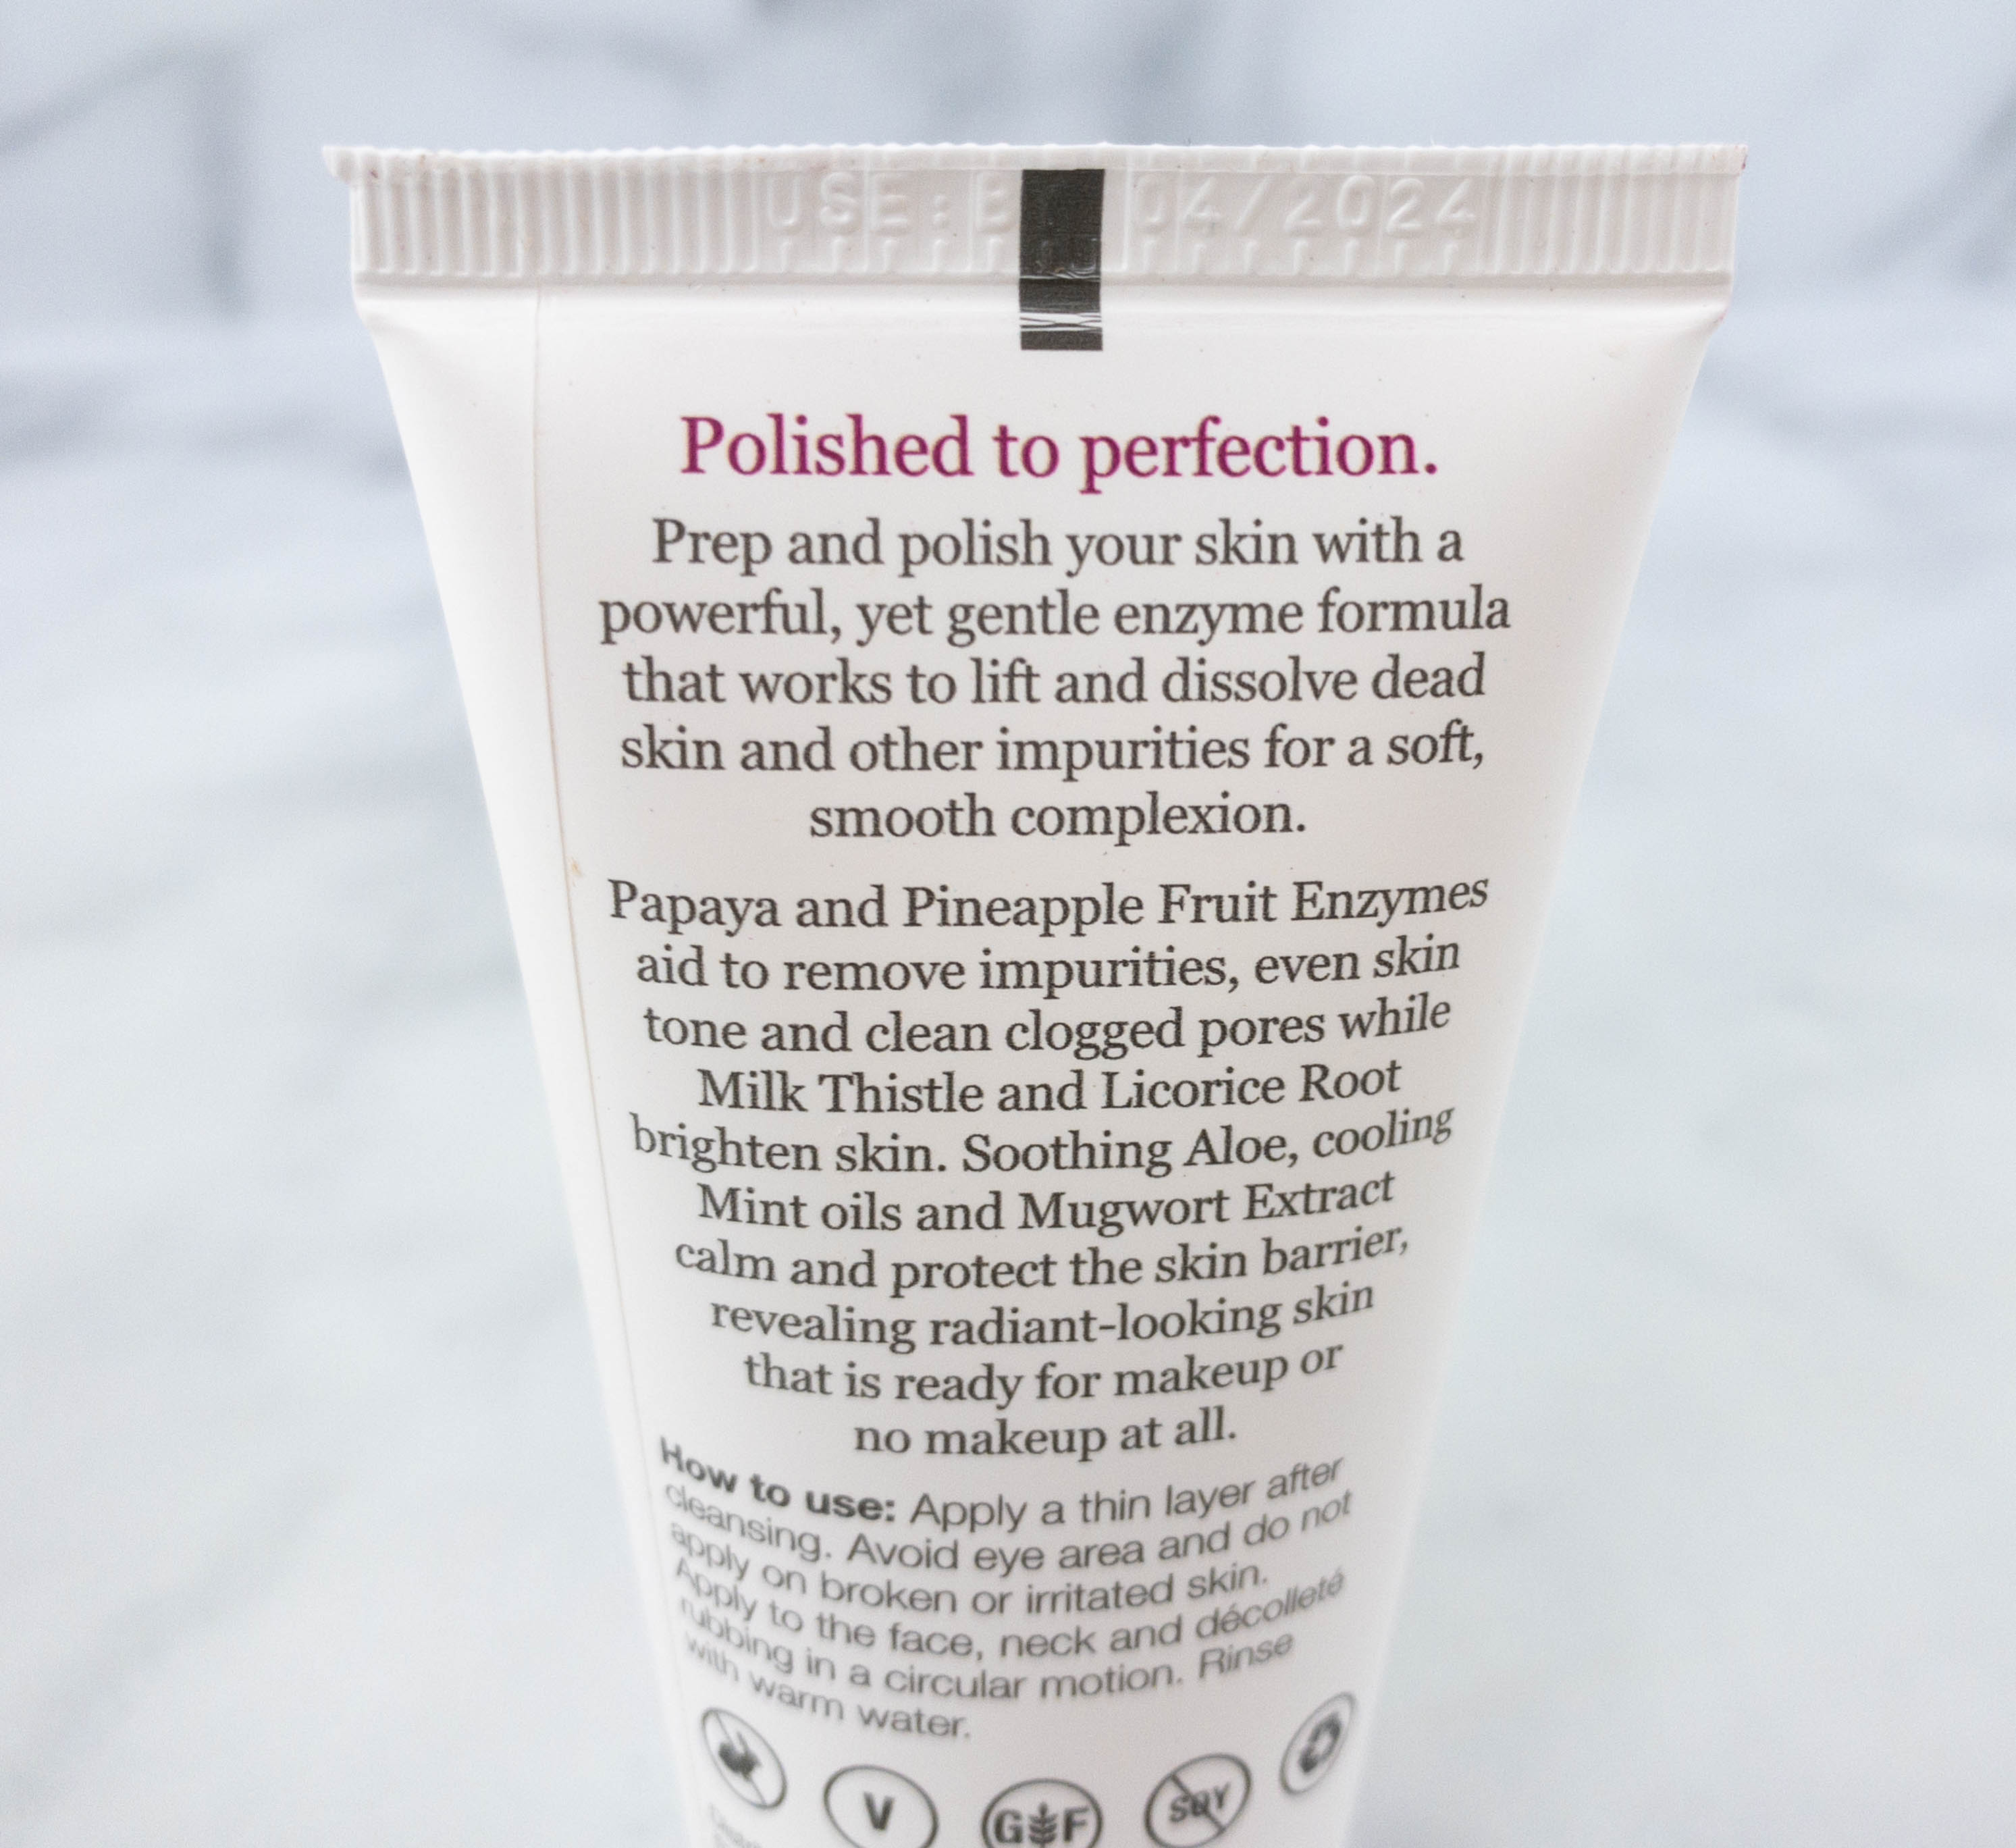 USE: B 04/2024
Polished to perfection.
Prep and polish your skin with a
powerful, yet gentle enzyme formula
that works to lift and dissolve dead
skin and other impurities for a soft,
smooth complexion.
Papaya and Pineapple Fruit Enzymes
aid to remove impurities, even skin
tone and clean clogged pores while
Milk Thistle and Licorice Root
brighten skin. Soothing Aloe, cooling
Mint oils and Mugwort Extract
calm and protect the skin barrier,
revealing radiant-looking skin
that is ready for makeup or
no makeup at all.
How to use: Apply a thin layer after
cleansing. Avoid eye area and do not
apply on broken or irritated skin.
Apply to the face, neck and décolleté
rubbing in a circular motion. Rinse
with warm water.
V GF SOY